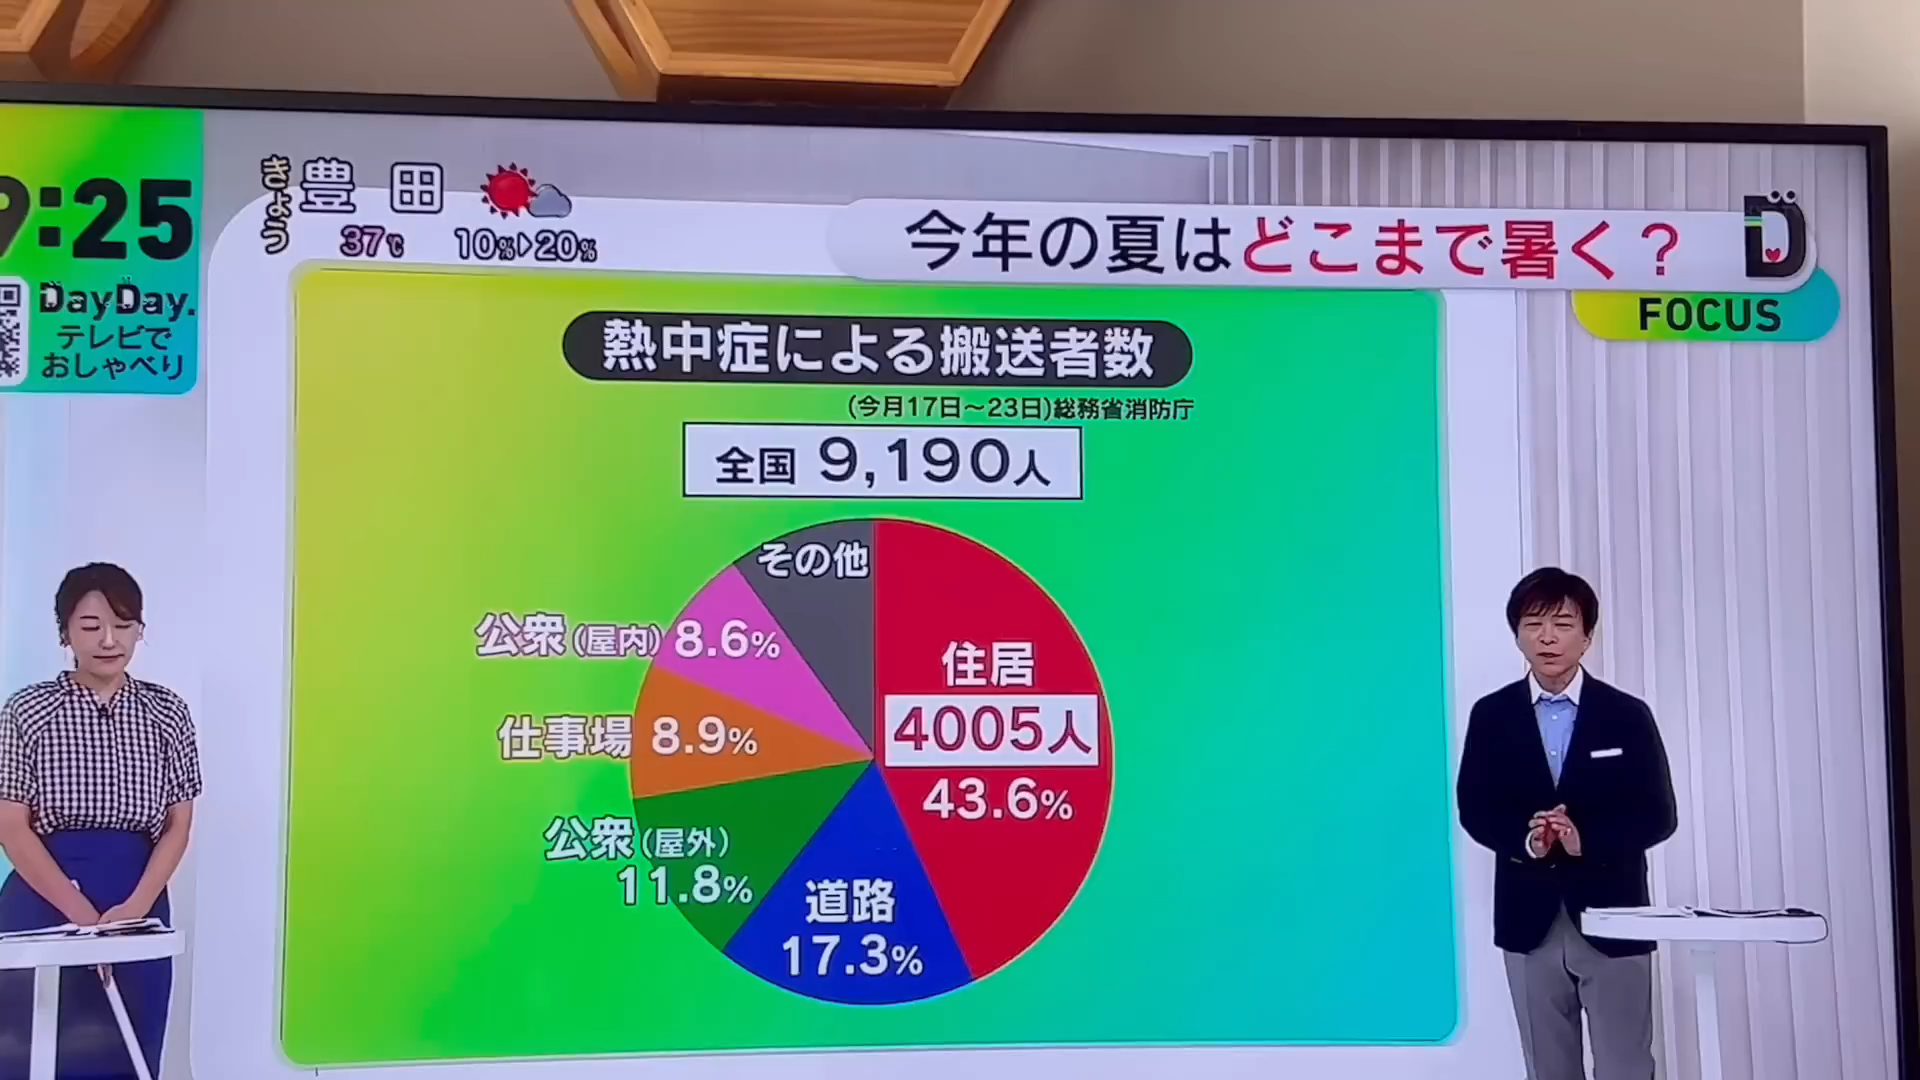 9:25
DayDay.
テレビで
おしゃべり
きょう
豊田
37℃ 10%▶20%
今年の夏はどこまで暑く？
D
FOCUS
熱中症による搬送者数
(今月17日～23日)総務省消防庁
全国 9,190人
その他
公衆(屋内) 8.6%
住居
4005人
43.6%
仕事場 8.9%
公衆(屋外)
11.8%
道路
17.3%